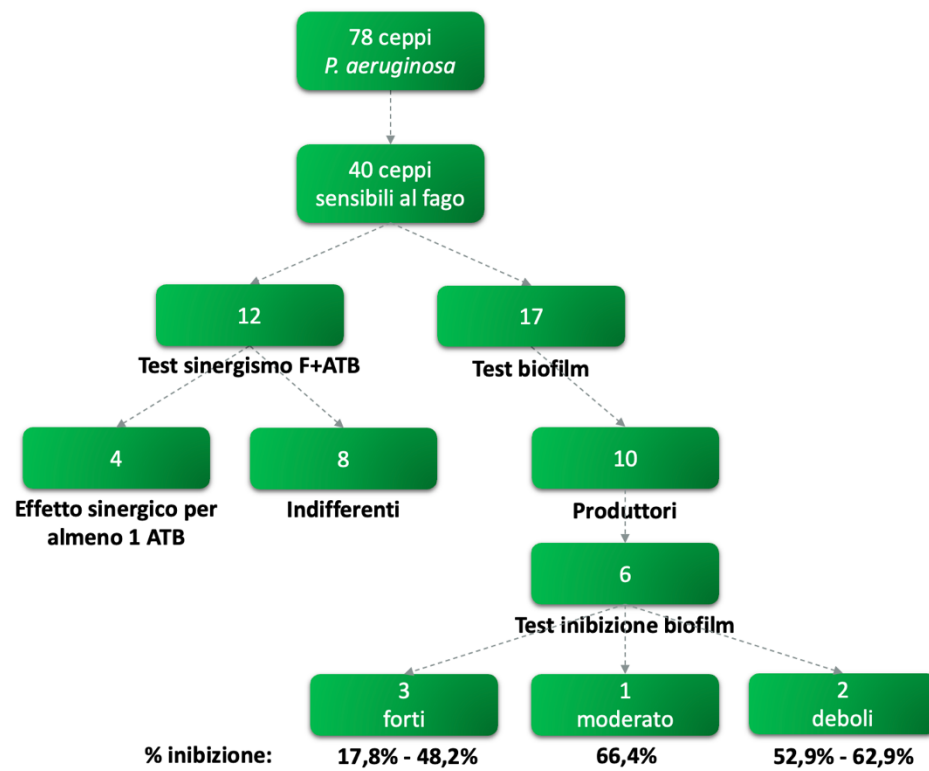 78 ceppi
P. aeruginosa
40 ceppi
sensibili al fago
12
17
Test sinergismo F+ATB
Test biofilm
4
8
10
Effetto sinergico per
almeno 1 ATB
Indifferenti
Produttori
6
Test inibizione biofilm
3
forti
1
moderato
2
deboli
% inibizione:
17,8% - 48,2%
66,4%
52,9% - 62,9%